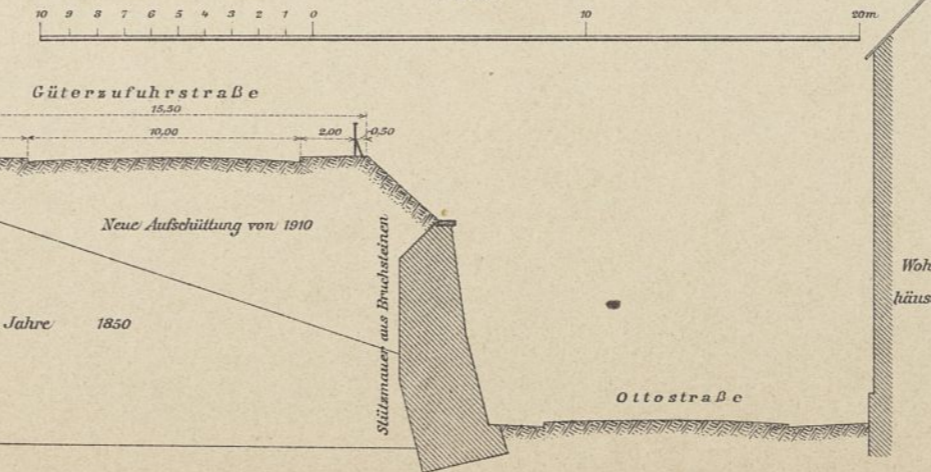 10 9 8 7 6 5 4 3 2 1 0 10 20m
Güterzufuhrstraße
15,50
10,00 2,00 0,50
Neue Aufschüttung von 1910
Stützmauer aus Bruchsteinen
Jahre 1850
Woh
häus
Ottostraße